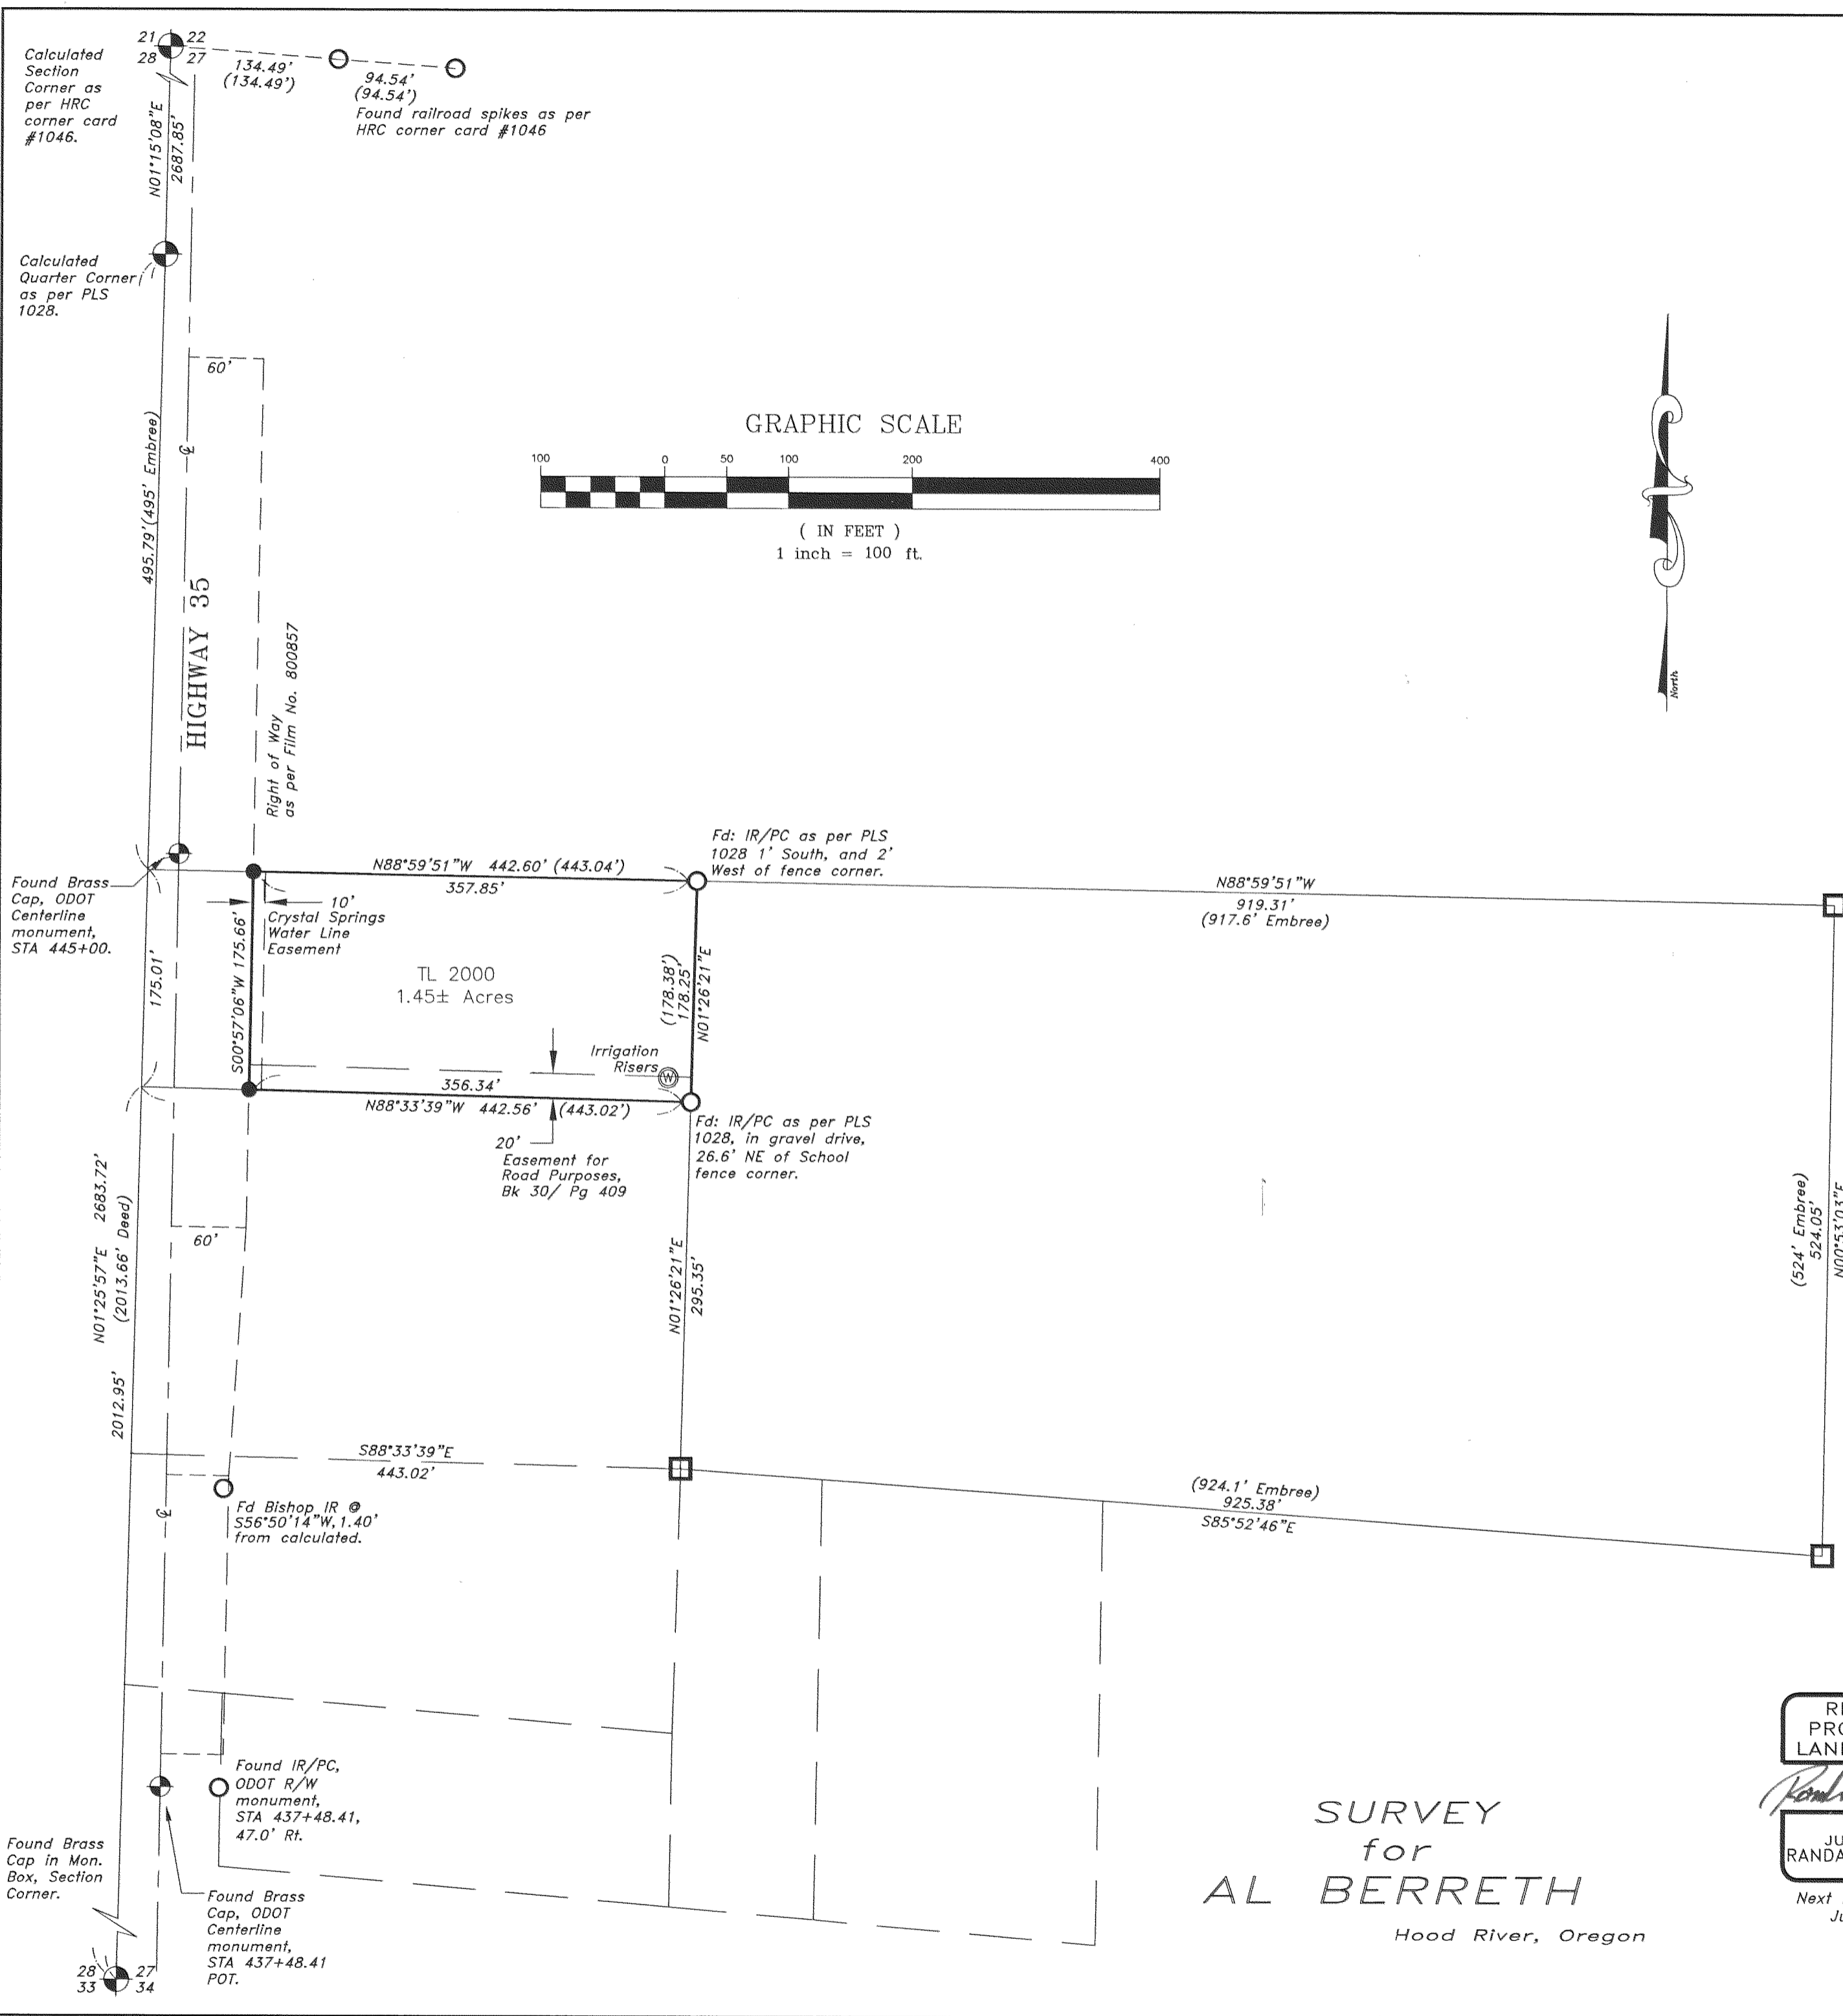 21 22
28 27
Calculated
Section
Corner as
per HRC
corner card
#1046.
134.49'
(134.49')
94.54'
(94.54')
Found railroad spikes as per
HRC corner card #1046
N01°15'08"E
2687.85'
Calculated
Quarter Corner
as per PLS
1028.
60'
495.79' (495' Embree)
HIGHWAY 35
Right of Way
as per Film No. 800857
GRAPHIC SCALE
100 0 50 100 200 400
( IN FEET )
1 inch = 100 ft.
North
Found Brass
Cap, ODOT
Centerline
monument,
STA 445+00.
N88°59'51"W 442.60' (443.04')
357.85'
Fd: IR/PC as per PLS
1028 1' South, and 2'
West of fence corner.
N88°59'51"W
919.31'
(917.6' Embree)
10'
Crystal Springs
Water Line
Easement
175.01'
S00°57'06"W 175.66'
TL 2000
1.45± Acres
(178.38')
178.25'
N01°26'21"E
Irrigation
Risers
W
356.34'
N88°33'39"W 442.56' (443.02')
20'
Easement for
Road Purposes,
Bk 30/ Pg 409
Fd: IR/PC as per PLS
1028, in gravel drive,
26.6' NE of School
fence corner.
N01°25'57"E 2683.72'
(2013.66' Deed)
2012.95'
60'
N01°26'21"E
295.35'
(524' Embree)
524.05'
N00°53'03"E
S88°33'39"E
443.02'
Fd Bishop IR @
S56°50'14"W, 1.40'
from calculated.
(924.1' Embree)
925.38'
S85°52'46"E
Found IR/PC,
ODOT R/W
monument,
STA 437+48.41,
47.0' Rt.
Found Brass
Cap in Mon.
Box, Section
Corner.
Found Brass
Cap, ODOT
Centerline
monument,
STA 437+48.41
POT.
28 27
33 34
SURVEY
for
AL BERRETH
Hood River, Oregon
RANDA
Next